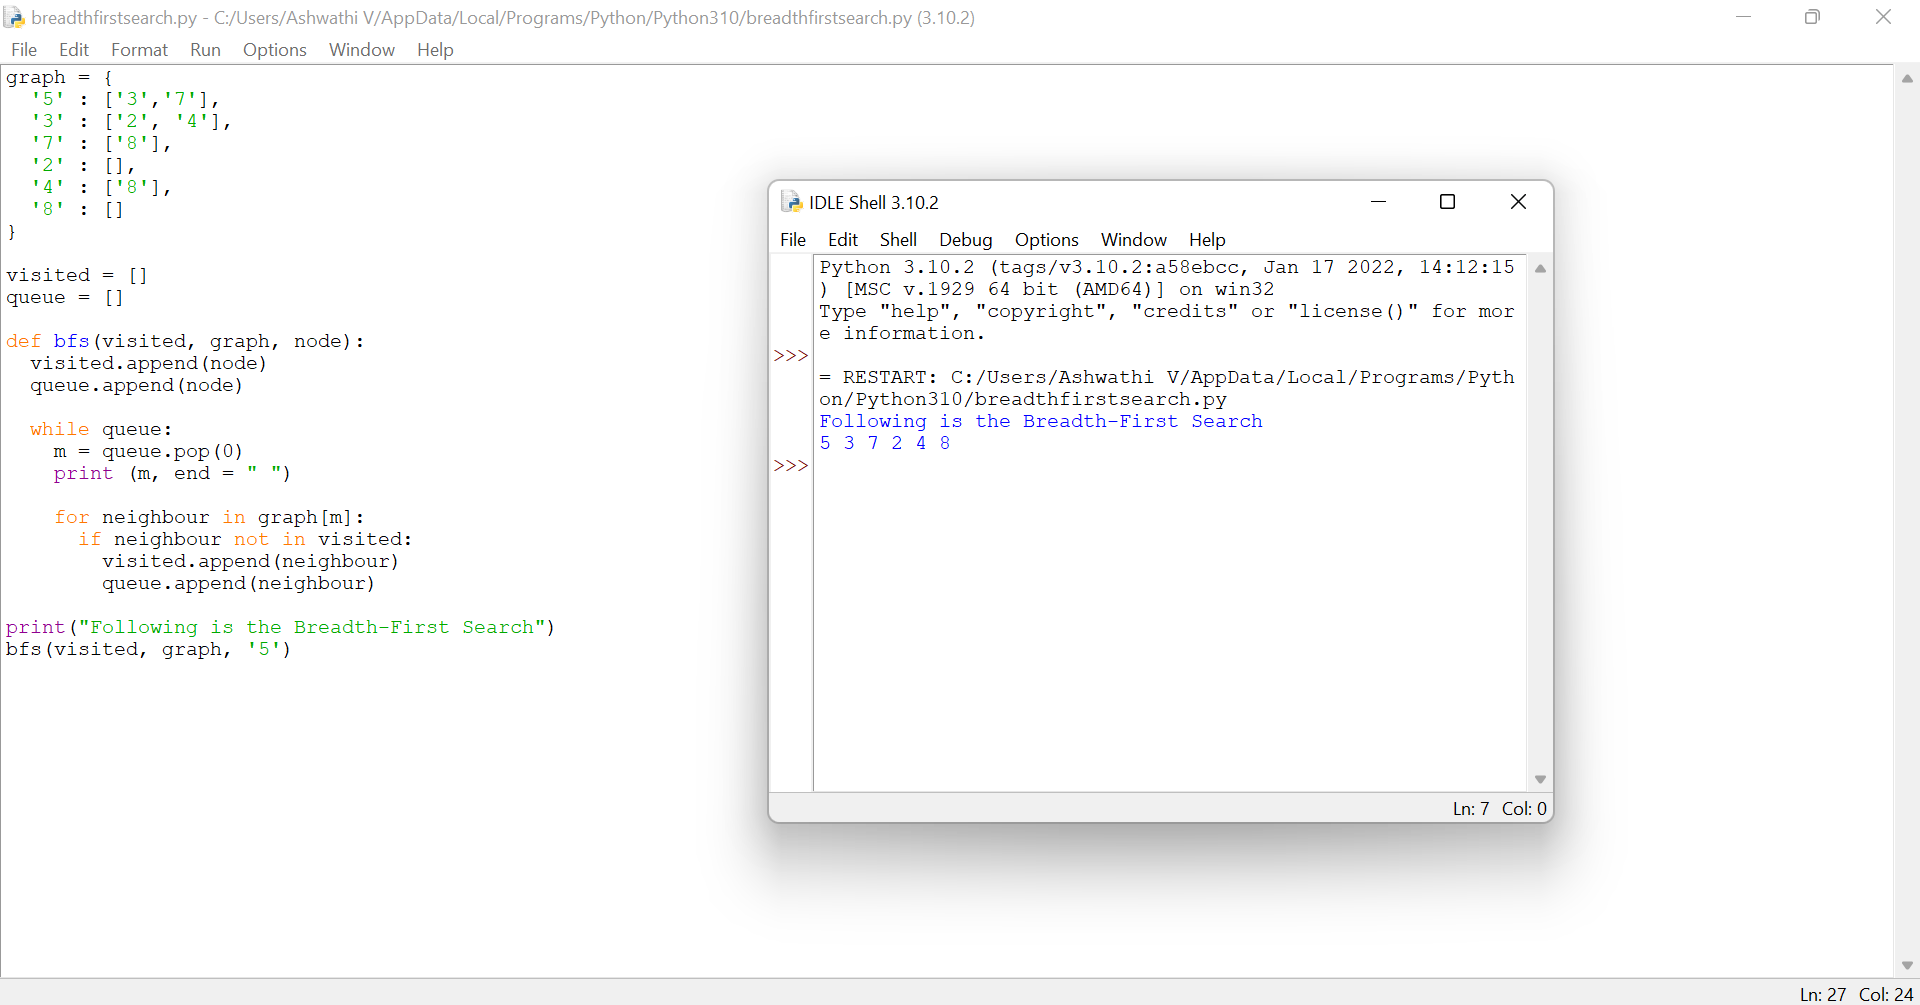 breadthfirstsearch.py - C:/Users/Ashwathi V/AppData/Local/Programs/Python/Python310/breadthfirstsearch.py (3.10.2)
File Edit Format Run Options Window Help
graph = {
  '5' : ['3','7'],
  '3' : ['2', '4'],
  '7' : ['8'],
  '2' : [],
  '4' : ['8'],
  '8' : []
}
visited = []
queue = []
def bfs(visited, graph, node):
  visited.append(node)
  queue.append(node)
  while queue:
    m = queue.pop(0)
    print (m, end = " ")
    for neighbour in graph[m]:
      if neighbour not in visited:
        visited.append(neighbour)
        queue.append(neighbour)
print("Following is the Breadth-First Search")
bfs(visited, graph, '5')
IDLE Shell 3.10.2
File Edit Shell Debug Options Window Help
Python 3.10.2 (tags/v3.10.2:a58ebcc, Jan 17 2022, 14:12:15
) [MSC v.1929 64 bit (AMD64)] on win32
Type "help", "copyright", "credits" or "license()" for mor
e information.
>>>
= RESTART: C:/Users/Ashwathi V/AppData/Local/Programs/Pyth
on/Python310/breadthfirstsearch.py
Following is the Breadth-First Search
5 3 7 2 4 8
>>>
Ln: 7 Col: 0
Ln: 27 Col: 24